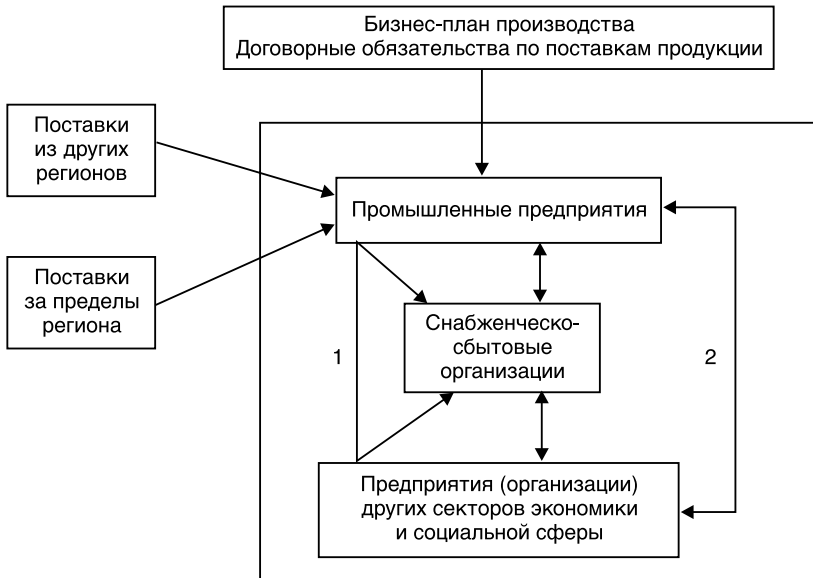 Бизнес-план производства
Договорные обязательства по поставкам продукции
Поставки
из других
регионов
Промышленные предприятия
Поставки
за пределы
региона
Снабженческо-
сбытовые
организации
1
2
Предприятия (организации)
других секторов экономики
и социальной сферы